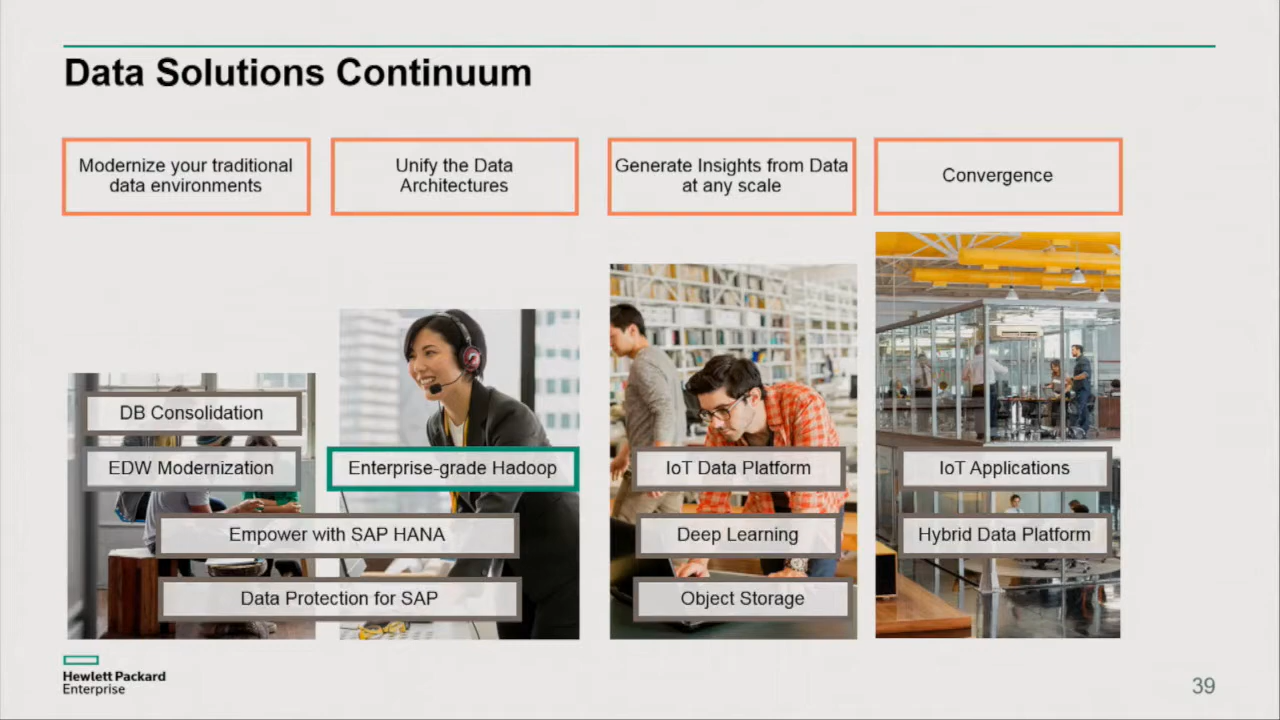 Data Solutions Continuum
Modernize your traditional
data environments
Unify the Data
Architectures
Generate Insights from Data
at any scale
Convergence
DB Consolidation
EDW Modernization
Enterprise-grade Hadoop
IoT Data Platform
IoT Applications
Empower with SAP HANA
Deep Learning
Hybrid Data Platform
Data Protection for SAP
Object Storage
Hewlett Packard
Enterprise
39